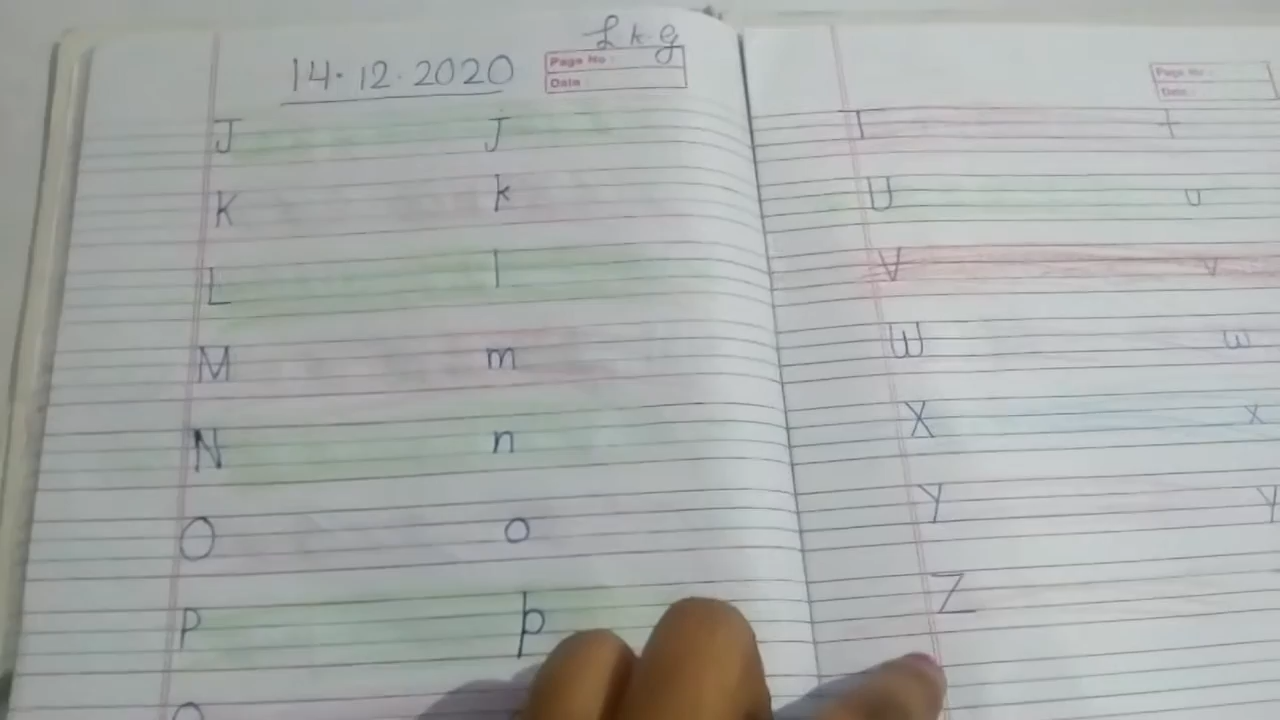 Lkg
14.12.2020
Page No :
Date :
J j
K k
L l
M m
N n
O o
P p
Page No :
Date :
T t
U u
V v
W w
X x
Y y
Z